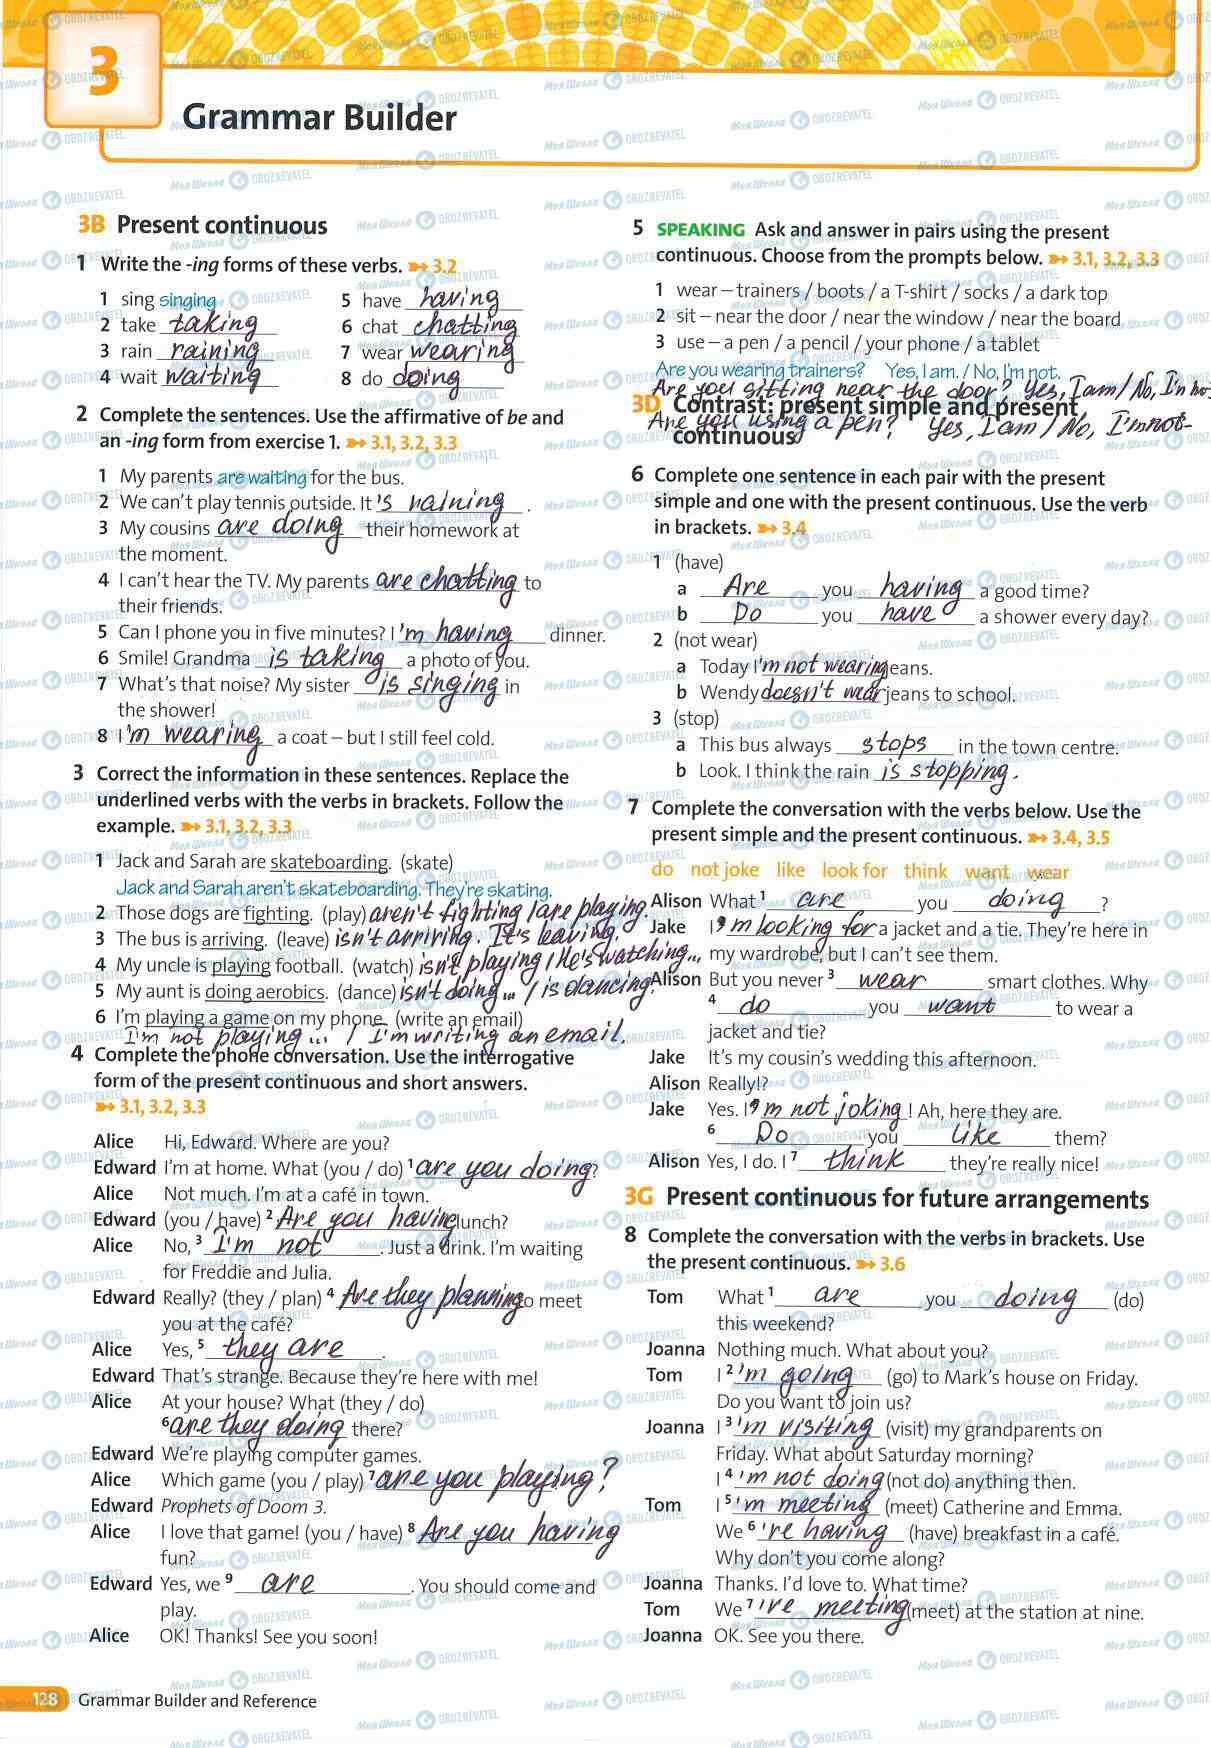 3
Grammar Builder
3B Present continuous
1 Write the -ing forms of these verbs. ➻ 3.2
1 sing singing
2 take taking
3 rain raining
4 wait waiting
5 have having
6 chat chatting
7 wear wearing
8 do doing
2 Complete the sentences. Use the affirmative of be and
an -ing form from exercise 1. ➻ 3.1, 3.2, 3.3
1 My parents are waiting for the bus.
2 We can't play tennis outside. It 's raining .
3 My cousins are doing their homework at
the moment.
4 I can't hear the TV. My parents are chatting to
their friends.
5 Can I phone you in five minutes? I 'm having dinner.
6 Smile! Grandma is taking a photo of you.
7 What's that noise? My sister is singing in
the shower!
8 I 'm wearing a coat – but I still feel cold.
3 Correct the information in these sentences. Replace the
underlined verbs with the verbs in brackets. Follow the
example. ➻ 3.1, 3.2, 3.3
1 Jack and Sarah are skateboarding. (skate)
Jack and Sarah aren't skateboarding. They're skating.
2 Those dogs are fighting. (play) aren't fighting / are playing.
3 The bus is arriving. (leave) isn't arriving. It's leaving.
4 My uncle is playing football. (watch) isn't playing / He's watching...
5 My aunt is doing aerobics. (dance) isn't doing... / is dancing.
6 I'm playing a game on my phone. (write an email)
I'm not playing ... / I'm writing an email.
4 Complete the phone conversation. Use the interrogative
form of the present continuous and short answers.
➻ 3.1, 3.2, 3.3
Alice Hi, Edward. Where are you?
Edward I'm at home. What (you / do) 1 are you doing ?
Alice Not much. I'm at a café in town.
Edward (you / have) 2 Are you having lunch?
Alice No, 3 I'm not . Just a drink. I'm waiting
for Freddie and Julia.
Edward Really? (they / plan) 4 Are they planning to meet
you at the café?
Alice Yes, 5 they are .
Edward That's strange. Because they're here with me!
Alice At your house? What (they / do)
6 are they doing there?
Edward We're playing computer games.
Alice Which game (you / play) 7 are you playing?
Edward Prophets of Doom 3.
Alice I love that game! (you / have) 8 Are you having
fun?
Edward Yes, we 9 are . You should come and
play.
Alice OK! Thanks! See you soon!
5 SPEAKING Ask and answer in pairs using the present
continuous. Choose from the prompts below. ➻ 3.1, 3.2, 3.3
1 wear – trainers / boots / a T-shirt / socks / a dark top
2 sit – near the door / near the window / near the board
3 use – a pen / a pencil / your phone / a tablet
Are you wearing trainers? Yes, I am. / No, I'm not.
Are you sitting near the door? Yes, I am / No, I'm no
3D Contrast: present simple and present
Are you using a pen? Yes, I am / No, I'm not-
continuous
6 Complete one sentence in each pair with the present
simple and one with the present continuous. Use the verb
in brackets. ➻ 3.4
1 (have)
a Are you having a good time?
b Do you have a shower every day?
2 (not wear)
a Today I 'm not wearing jeans.
b Wendy doesn't wear jeans to school.
3 (stop)
a This bus always stops in the town centre.
b Look. I think the rain is stopping .
7 Complete the conversation with the verbs below. Use the
present simple and the present continuous. ➻ 3.4, 3.5
do not joke like look for think want wear
Alison What 1 are you doing ?
Jake I 2 'm looking for a jacket and a tie. They're here in
my wardrobe, but I can't see them.
Alison But you never 3 wear smart clothes. Why
4 do you want to wear a
jacket and tie?
Jake It's my cousin's wedding this afternoon.
Alison Really!?
Jake Yes. I 5 'm not joking ! Ah, here they are.
6 Do you like them?
Alison Yes, I do. I 7 think they're really nice!
3G Present continuous for future arrangements
8 Complete the conversation with the verbs in brackets. Use
the present continuous. ➻ 3.6
Tom What 1 are you doing (do)
this weekend?
Joanna Nothing much. What about you?
Tom I 2 'm going (go) to Mark's house on Friday.
Do you want to join us?
Joanna I 3 'm visiting (visit) my grandparents on
Friday. What about Saturday morning?
I 4 'm not doing (not do) anything then.
Tom I 5 'm meeting (meet) Catherine and Emma.
We 6 're having (have) breakfast in a café.
Why don't you come along?
Joanna Thanks. I'd love to. What time?
Tom We 7 're meeting (meet) at the station at nine.
Joanna OK. See you there.
128 Grammar Builder and Reference
Моя Школа OBOZREVATEL